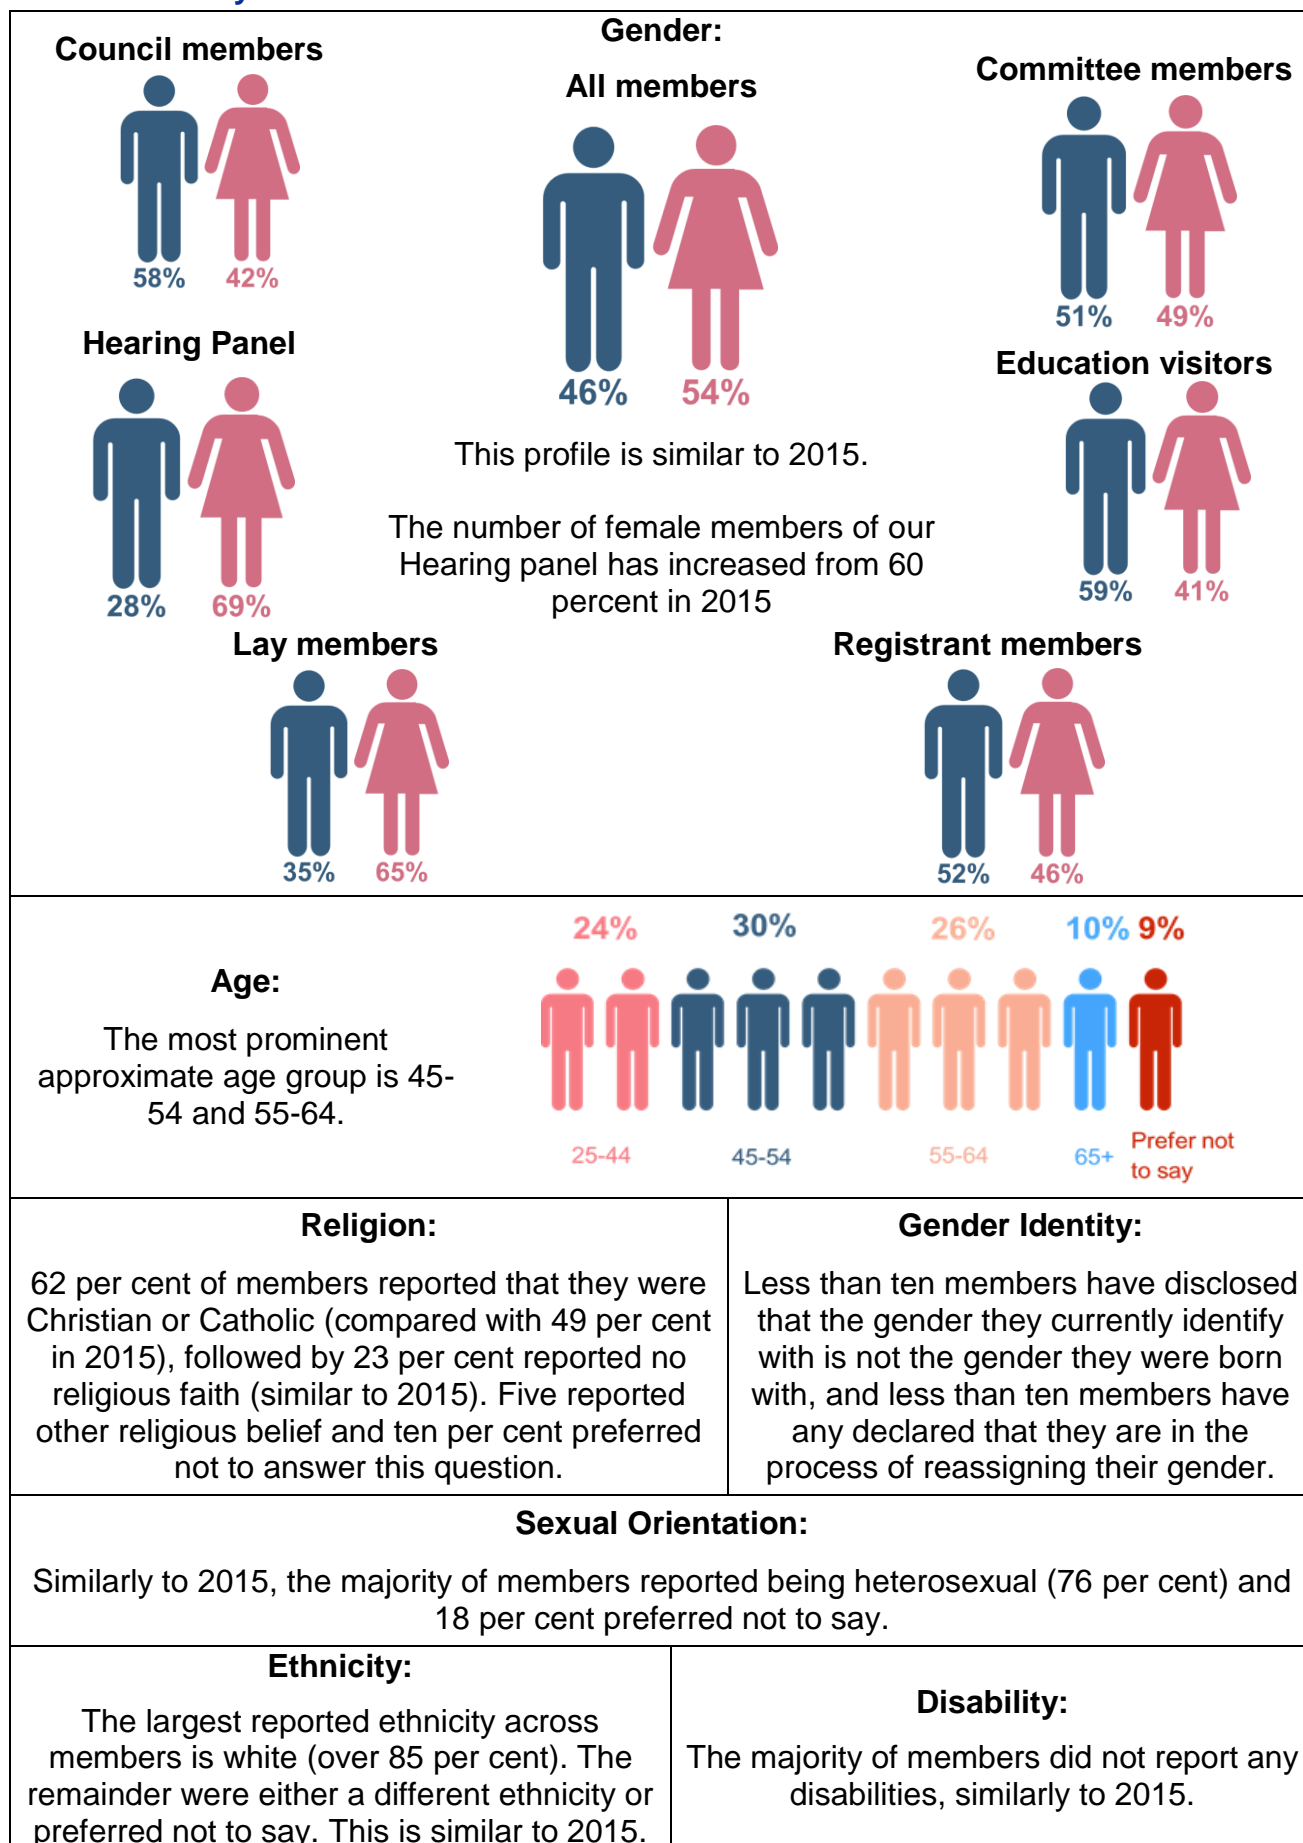 Gender:
Council members
58% 42%
All members
46% 54%
Committee members
51% 49%
Hearing Panel
28% 69%
This profile is similar to 2015.
The number of female members of our
Hearing panel has increased from 60
percent in 2015
Education visitors
59% 41%
Lay members
35% 65%
Registrant members
52% 46%
Age:
The most prominent
approximate age group is 45-
54 and 55-64.
24% 30% 26% 10% 9%
25-44 45-54 55-64 65+ Prefer not
to say
Religion:
62 per cent of members reported that they were
Christian or Catholic (compared with 49 per cent
in 2015), followed by 23 per cent reported no
religious faith (similar to 2015). Five reported
other religious belief and ten per cent preferred
not to answer this question.
Gender Identity:
Less than ten members have disclosed
that the gender they currently identify
with is not the gender they were born
with, and less than ten members have
any declared that they are in the
process of reassigning their gender.
Sexual Orientation:
Similarly to 2015, the majority of members reported being heterosexual (76 per cent) and
18 per cent preferred not to say.
Ethnicity:
The largest reported ethnicity across
members is white (over 85 per cent). The
remainder were either a different ethnicity or
preferred not to say. This is similar to 2015.
Disability:
The majority of members did not report any
disabilities, similarly to 2015.